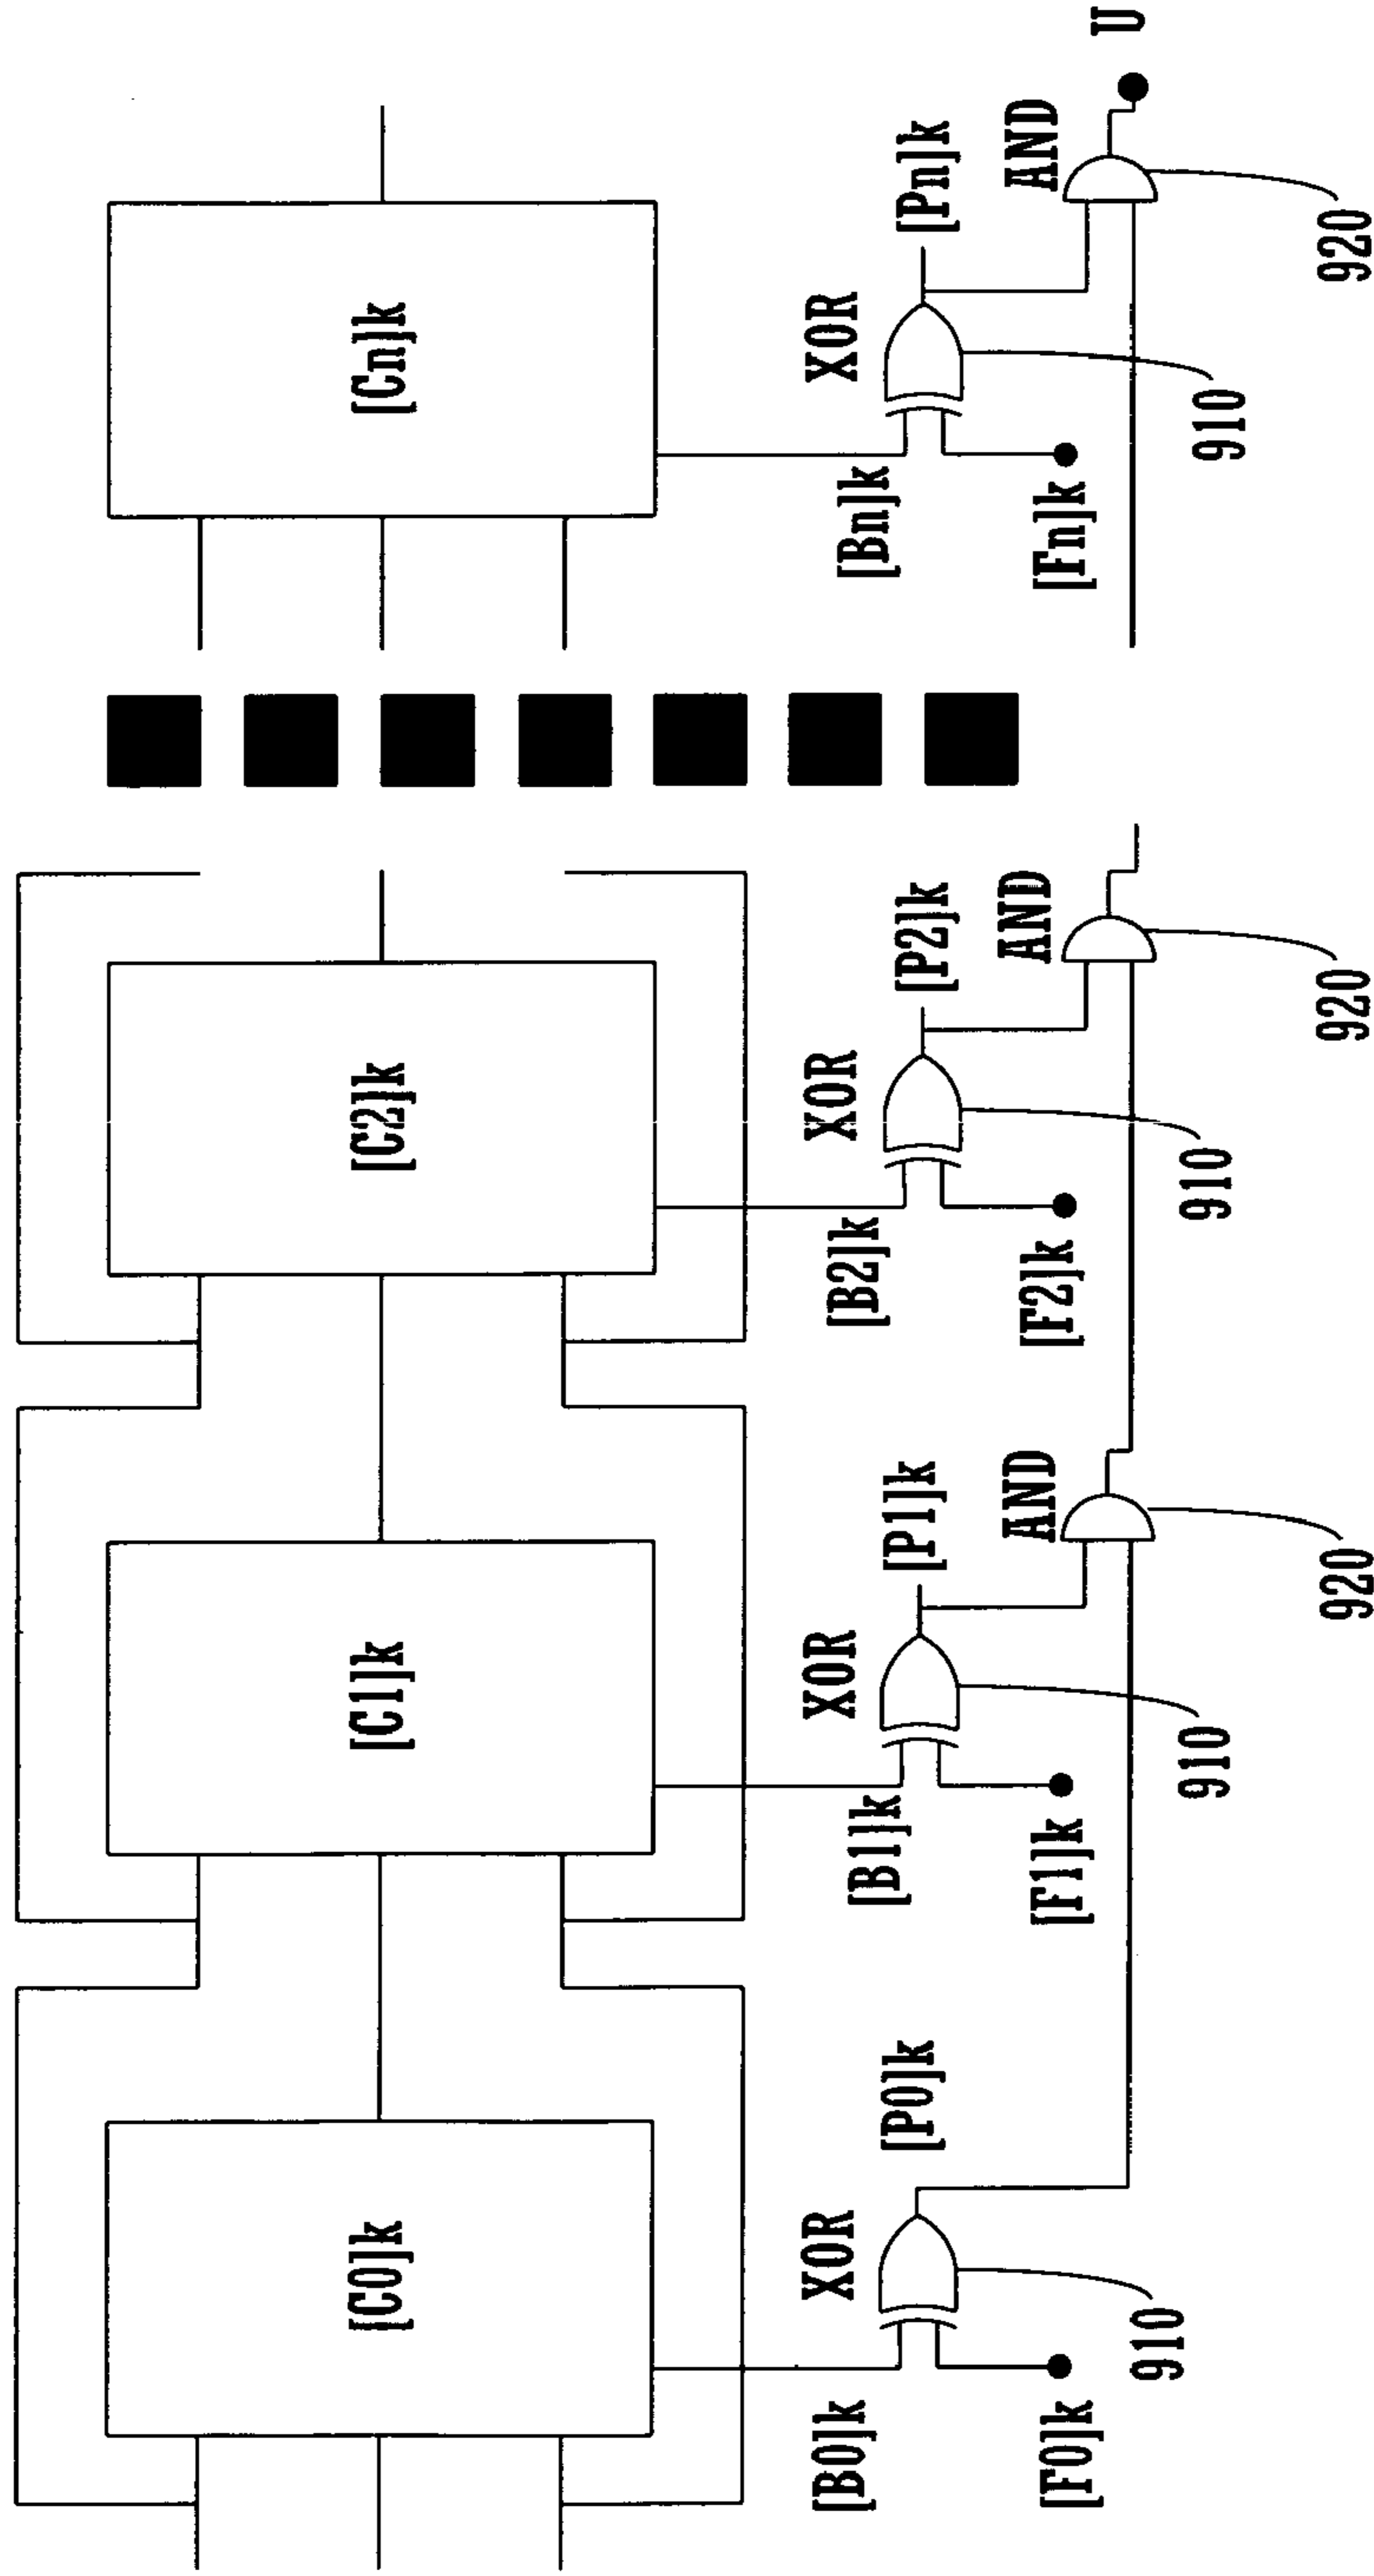 [C0]k
[C1]k
[C2]k
[Cn]k
[B0]k
XOR
[P0]k
[B1]k
XOR
[P1]k
[B2]k
XOR
[P2]k
[Bn]k
XOR
[Pn]k
[F0]k
910
[F1]k
910
AND
920
[F2]k
910
AND
920
[Fn]k
910
AND
920
U